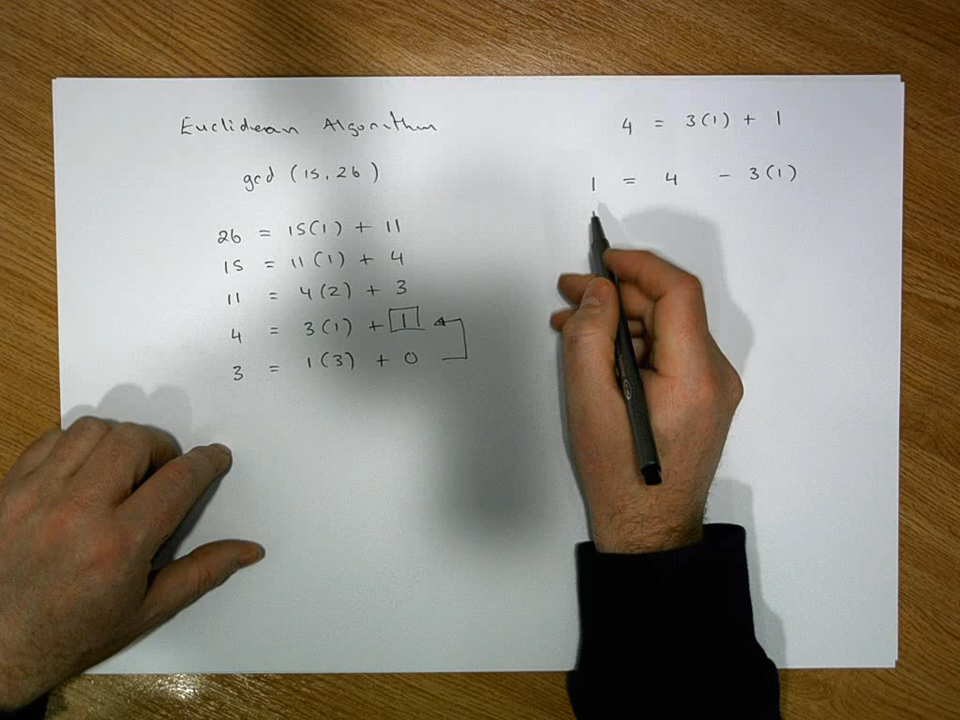 Euclidean Algorithm
gcd (15, 26)
26 = 15(1) + 11
15 = 11(1) + 4
11 = 4(2) + 3
4 = 3(1) + 1
3 = 1(3) + 0
4 = 3(1) + 1
1 = 4 - 3(1)